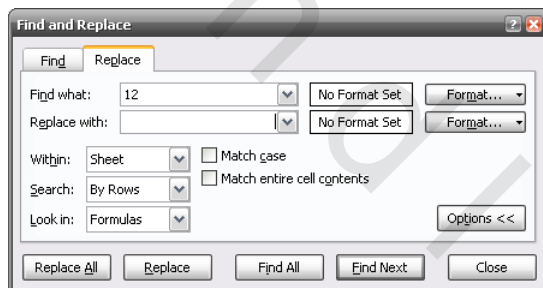 Find and Replace
Find Replace
Find what: 12 No Format Set Format...
Replace with: No Format Set Format...
Within: Sheet Match case
Search: By Rows Match entire cell contents
Look in: Formulas Options <<
Replace All Replace Find All Find Next Close